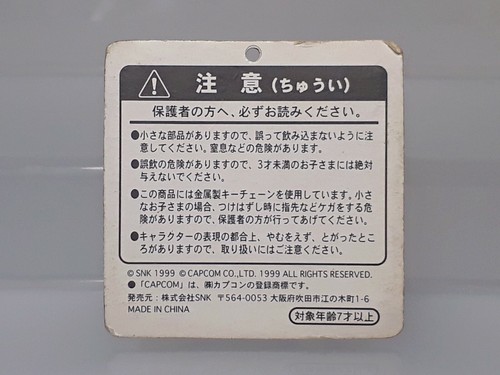 注意(ちゅうい)
保護者の方へ、必ずお読みください。
●小さな部品がありますので、誤って飲み込まないように注
意してください。窒息などの危険があります。
●誤飲の危険がありますので、3才未満のお子さまには絶対
与えないでください。
●この商品には金属製キーチェーンを使用しています。小さ
なお子さまの場合、つけはずし時に指先などケガをする危
険がありますので、保護者の方が行ってあげてください。
●キャラクターの表現の都合上、やむをえず、とがったとこ
ろがありますので、取り扱いにはご注意ください。
©SNK 1999 ©CAPCOM CO.,LTD. 1999 ALL RIGHTS RESERVED.
●「CAPCOM」は、㈱カプコンの登録商標です。
発売元：株式会社SNK 〒564-0053 大阪府吹田市江の木町1-6
MADE IN CHINA
対象年齢7才以上